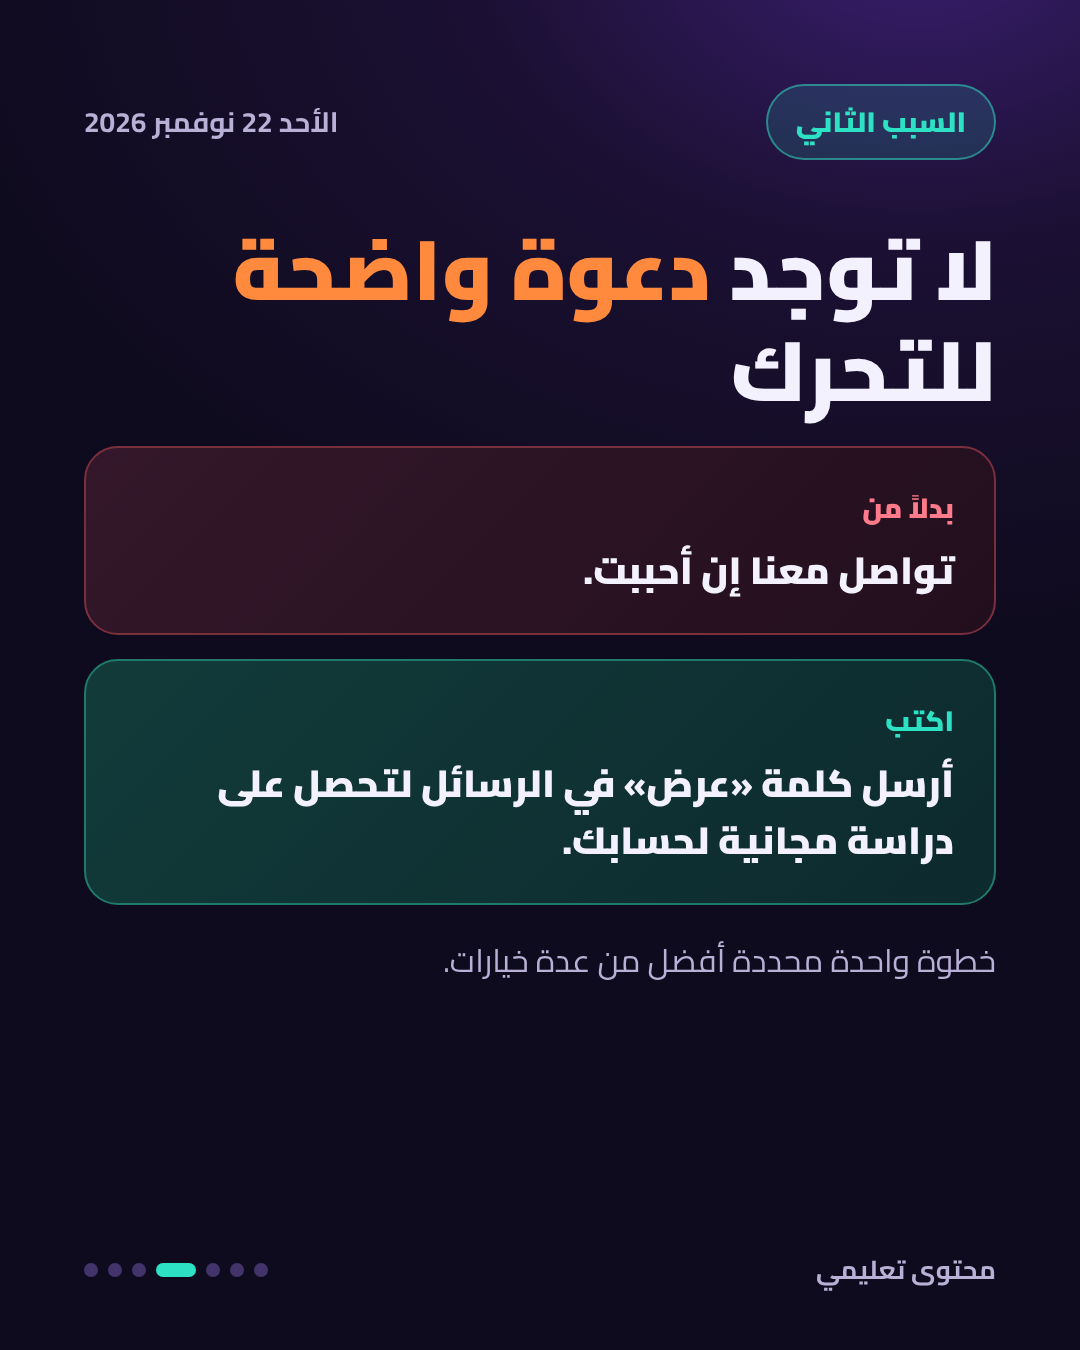 السبب الثاني
الأحد 22 نوفمبر 2026
لا توجد دعوة واضحة
للتحرك
بدلاً من
تواصل معنا إن أحببت.
اكتب
أرسل كلمة «عرض» في الرسائل لتحصل على
دراسة مجانية لحسابك.
خطوة واحدة محددة أفضل من عدة خيارات.
محتوى تعليمي